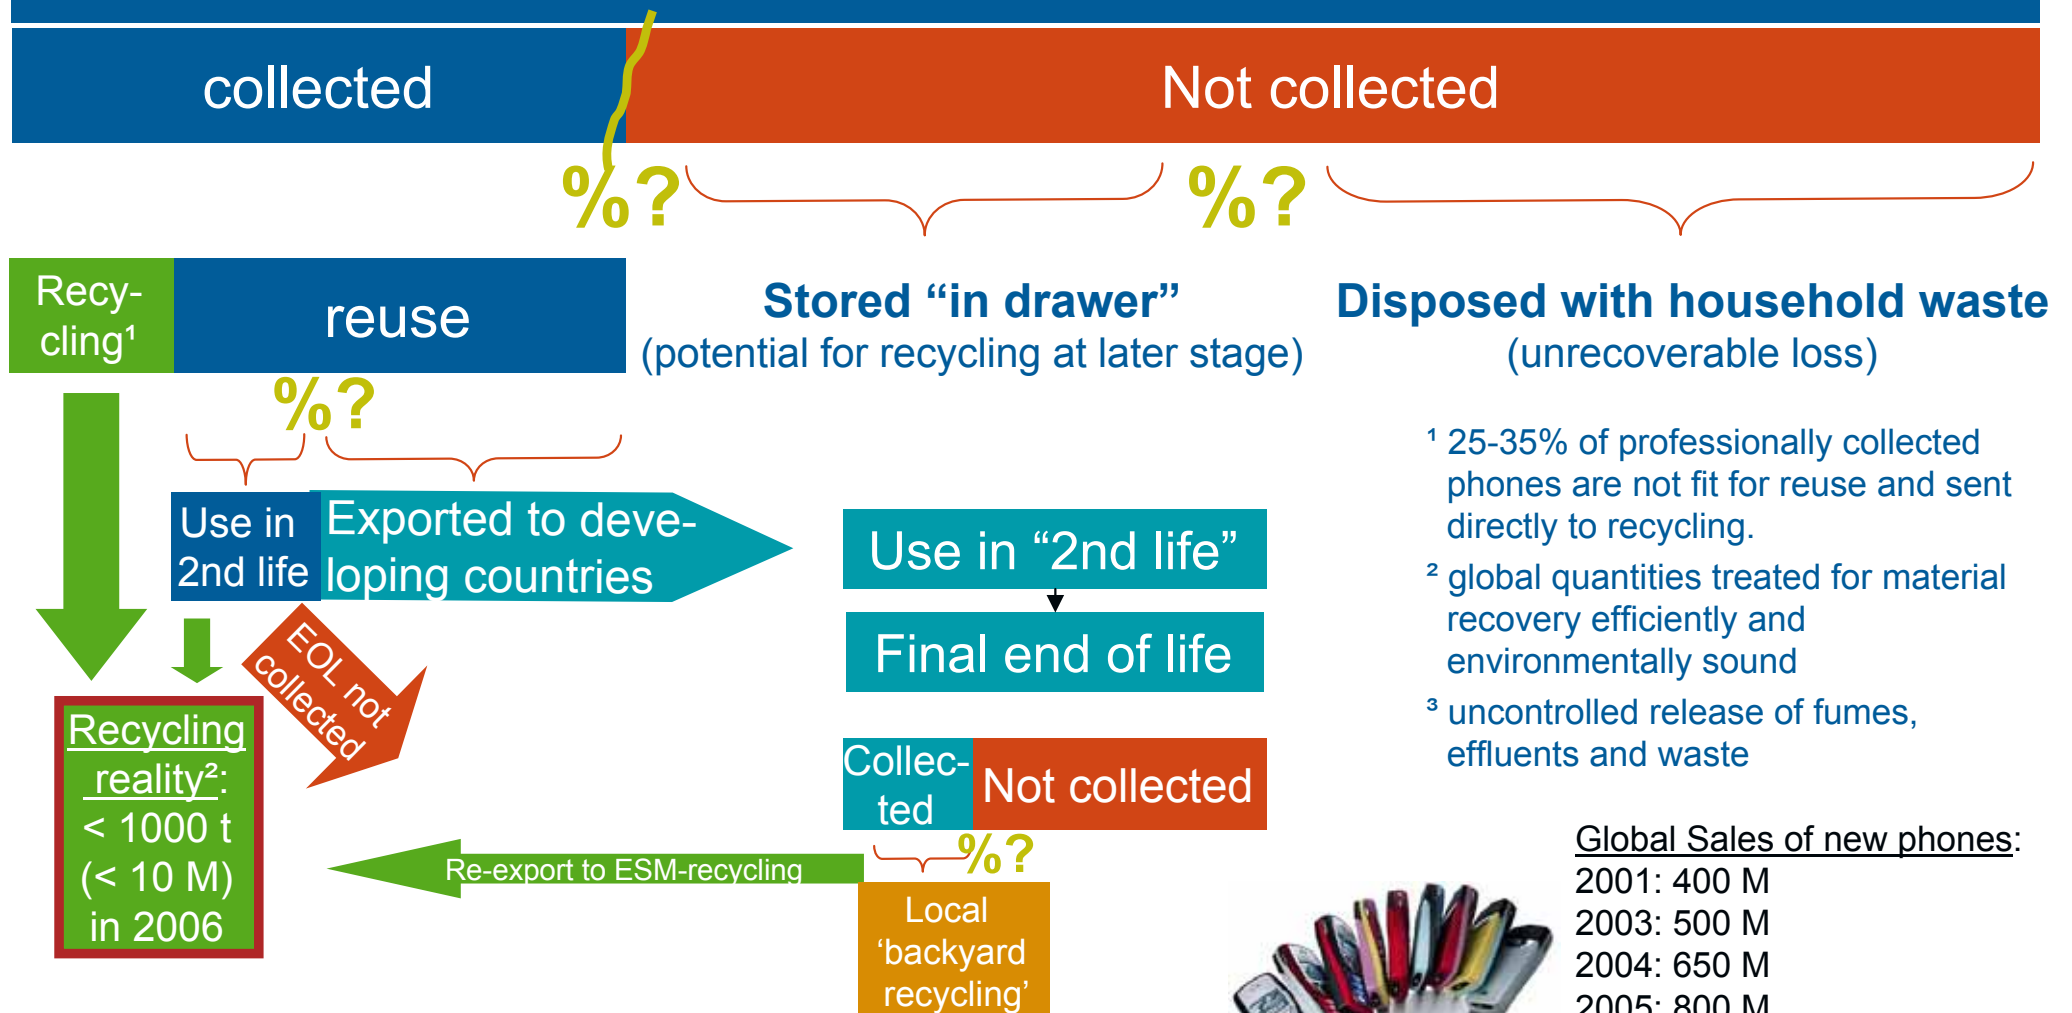 collected
Not collected
%?
%?
Recy-
cling¹
reuse
Stored “in drawer”
(potential for recycling at later stage)
Disposed with household waste
(unrecoverable loss)
%?
Use in
2nd life
Exported to deve-
loping countries
Use in “2nd life”
Final end of life
EOL not
collected
Collec-
ted
Not collected
%?
Re-export to ESM-recycling
Local
‘backyard
recycling’
Recycling
reality²:
< 1000 t
(< 10 M)
in 2006
¹ 25-35% of professionally collected
phones are not fit for reuse and sent
directly to recycling.
² global quantities treated for material
recovery efficiently and
environmentally sound
³ uncontrolled release of fumes,
effluents and waste
Global Sales of new phones:
2001: 400 M
2003: 500 M
2004: 650 M
2005: 800 M